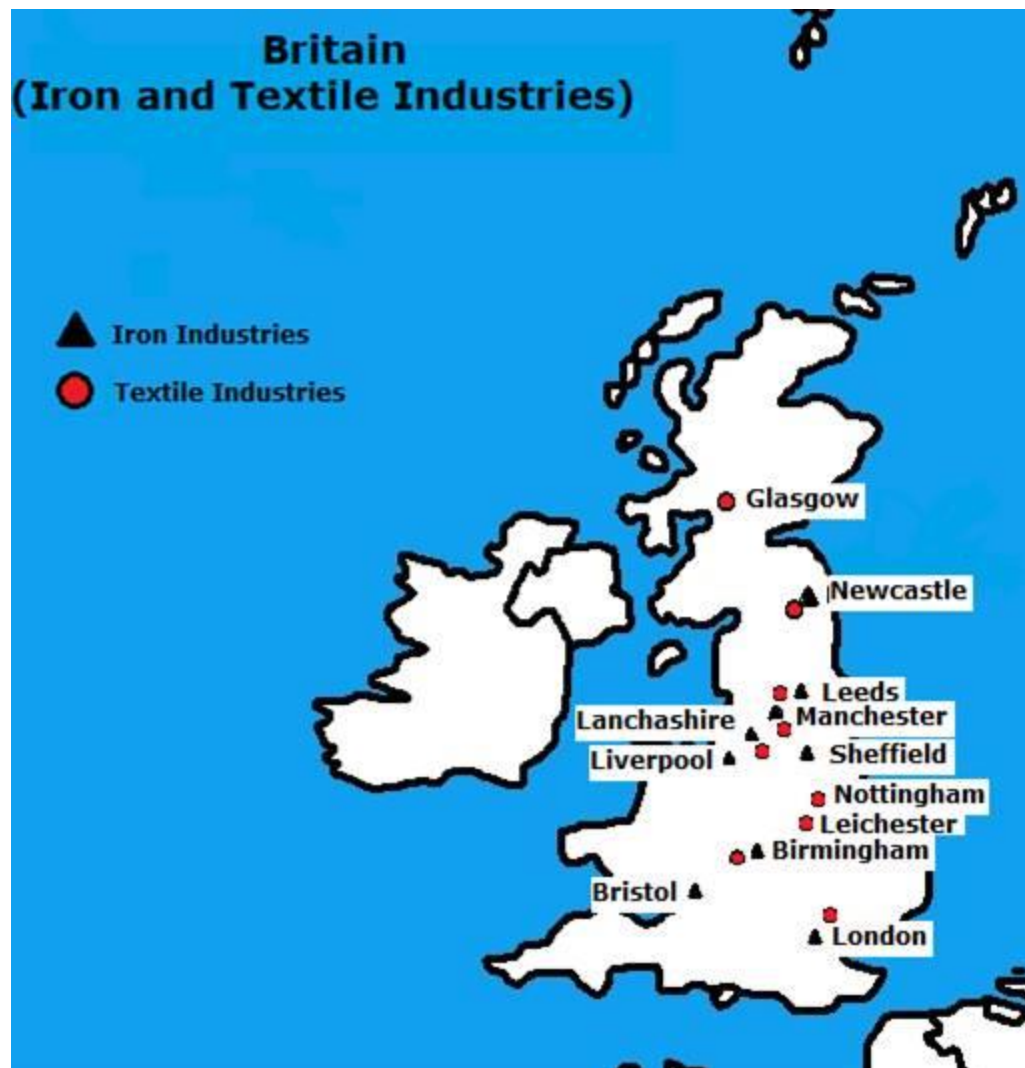 Britain
(Iron and Textile Industries)
Iron Industries
Textile Industries
Glasgow
Newcastle
Leeds
Lanchashire
Manchester
Liverpool
Sheffield
Nottingham
Leichester
Birmingham
Bristol
London